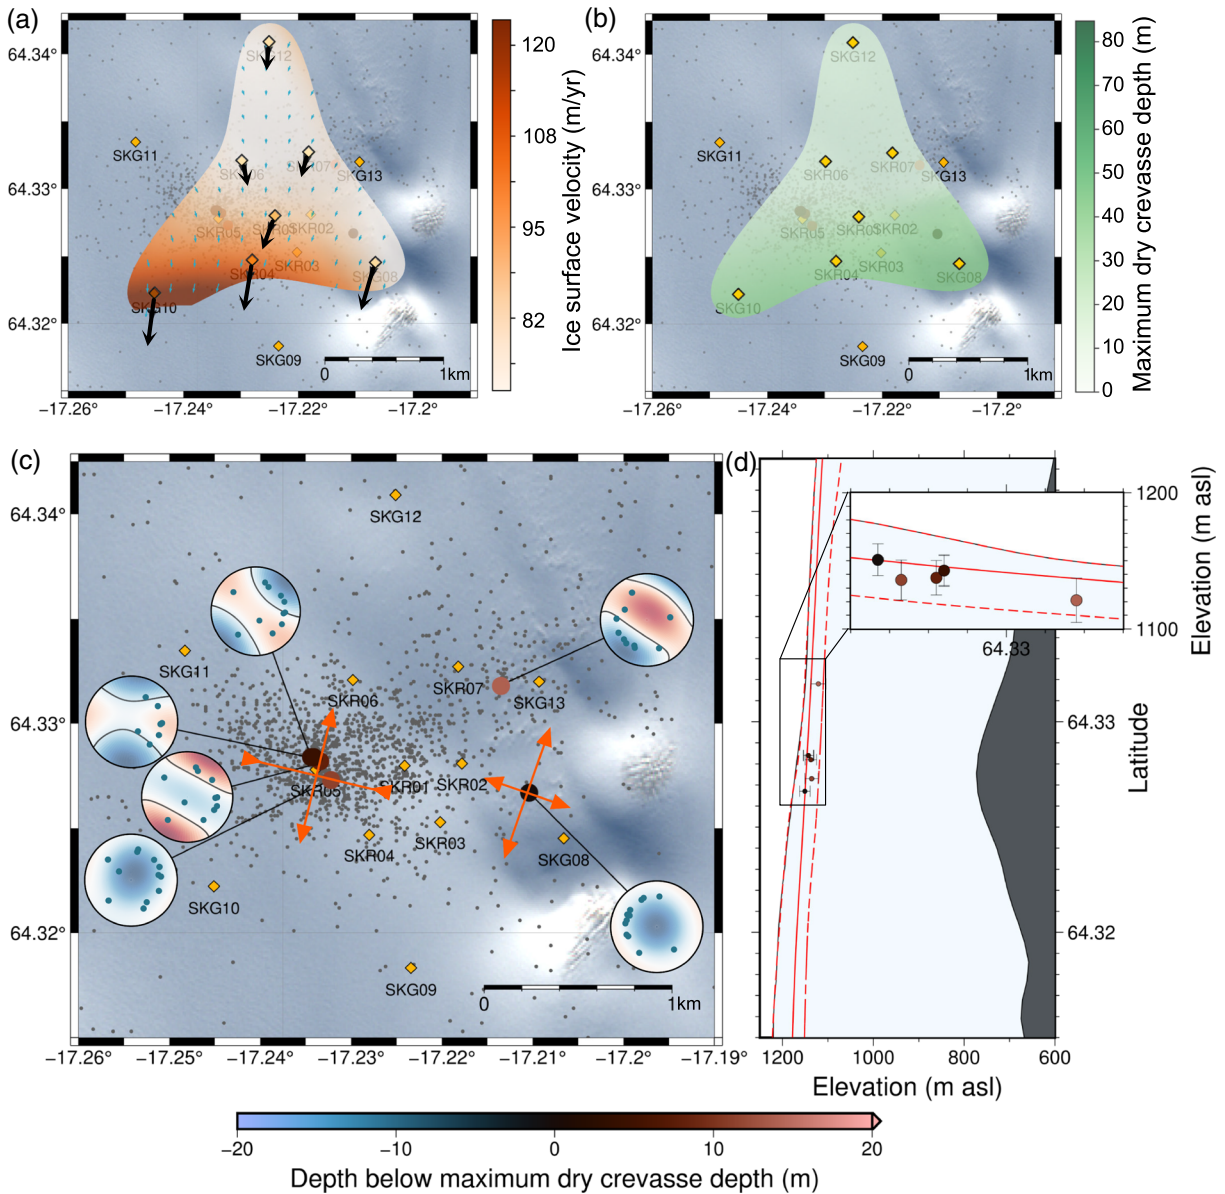 (a)
64.34°
64.33°
64.32°
SKG12
SKG11
SKR06
SKR07
SKG13
SKR05
SKR01
SKR02
SKR04
SKR03
SKG08
SKG10
SKG09
0
1km
−17.26°
−17.24°
−17.22°
−17.2°
120
108
95
82
Ice surface velocity (m/yr)
(b)
64.34°
64.33°
64.32°
SKG12
SKG11
SKR06
SKR07
SKG13
SKR05
SKR01
SKR02
SKR04
SKR03
SKG08
SKG10
SKG09
0
1km
−17.26°
−17.24°
−17.22°
−17.2°
80
70
60
50
40
30
20
10
0
Maximum dry crevasse depth (m)
(c)
64.34°
64.33°
64.32°
SKG12
SKG11
SKR06
SKR07
SKG13
SKR05
SKR01
SKR02
SKR04
SKR03
SKG08
SKG10
SKG09
0
1km
−17.26°
−17.25°
−17.24°
−17.23°
−17.22°
−17.21°
−17.2°
−17.19°
(d)
1200
1100
Elevation (m asl)
64.33
64.33
64.32
Latitude
1200
1000
800
600
Elevation (m asl)
−20
−10
0
10
20
Depth below maximum dry crevasse depth (m)